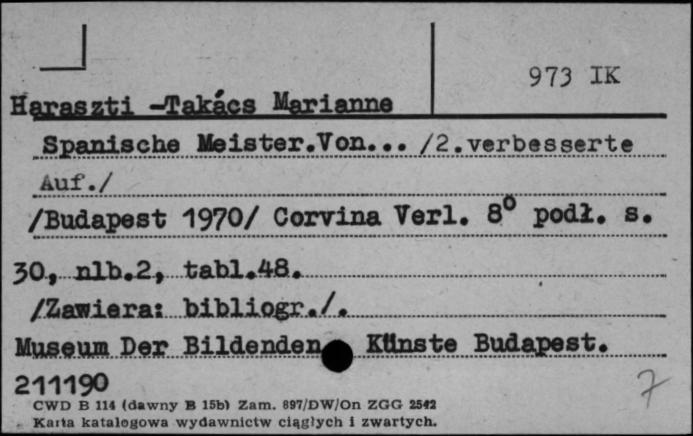 973 IK
Haraszti -Takács Marianne
Spanische Meister.Von... /2.verbesserte
Auf./
/Budapest 1970/ Corvina Verl. 8° podł. s.
30, nlb.2, tabl.48.
/Zawiera: bibliogr./.
Museum Der Bildenden Künste Budapest.
211190
7
CWD B 114 (dawny B 15b) Zam. 897/DW/On ZGG 2542
Karta katalogowa wydawnictw ciągłych i zwartych.